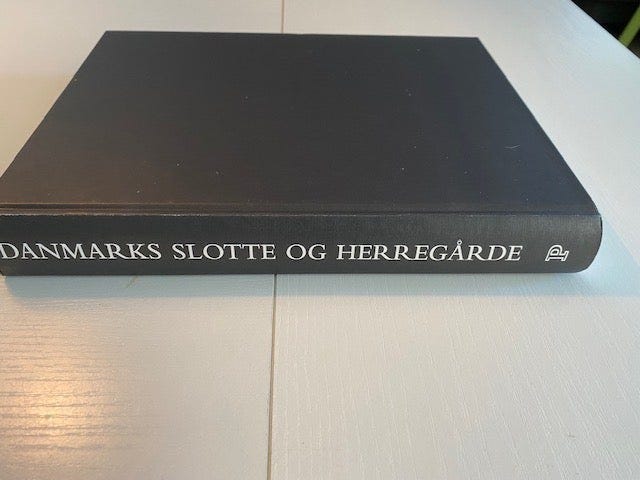 DANMARKS SLOTTE OG HERREGÅRDE
P